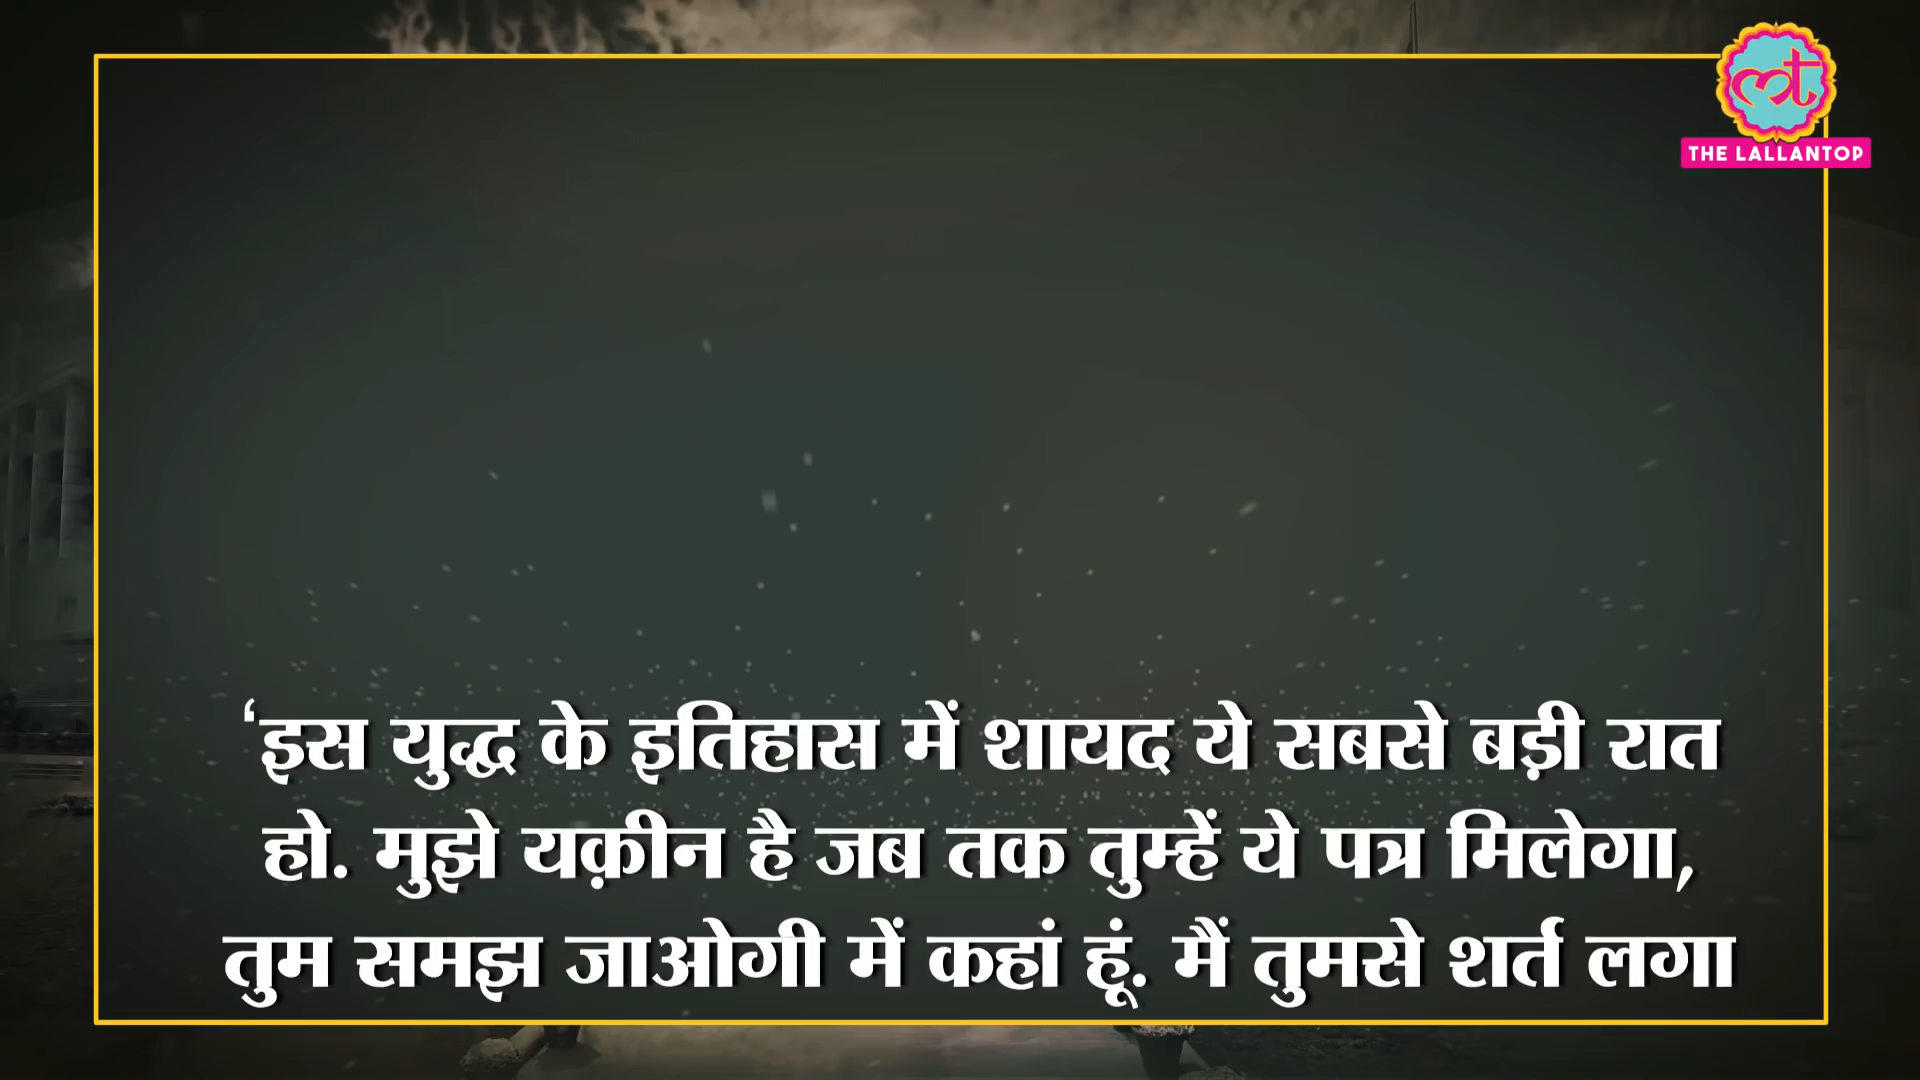 THE LALLANTOP
‘इस युद्ध के इतिहास में शायद ये सबसे बड़ी रात
हो. मुझे यक़ीन है जब तक तुम्हें ये पत्र मिलेगा,
तुम समझ जाओगी में कहां हूं. मैं तुमसे शर्त लगा